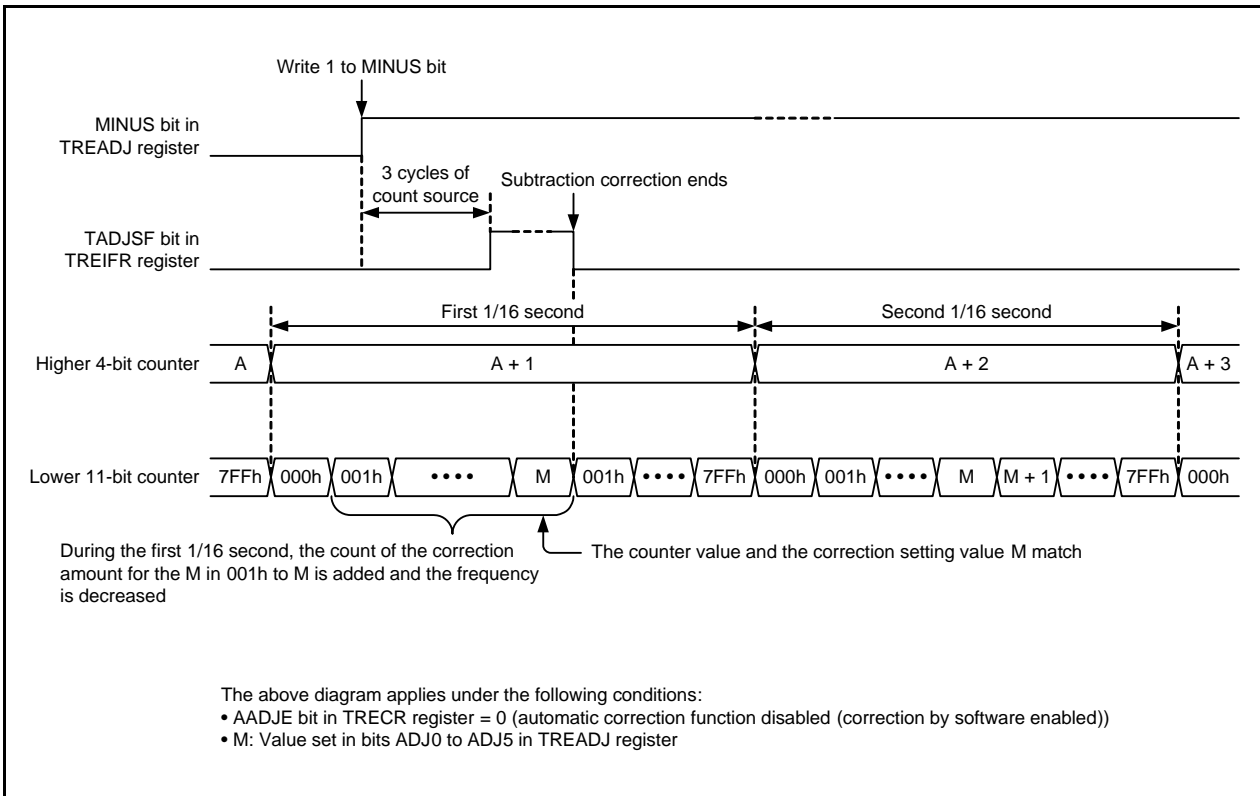 Write 1 to MINUS bit
MINUS bit in
TREADJ register
3 cycles of
count source
Subtraction correction ends
TADJSF bit in
TREIFR register
First 1/16 second
Second 1/16 second
Higher 4-bit counter
A
A + 1
A + 2
A + 3
Lower 11-bit counter
7FFh
000h
001h
••••
M
001h
••••
7FFh
000h
001h
••••
M
M + 1
••••
7FFh
000h
During the first 1/16 second, the count of the correction
amount for the M in 001h to M is added and the frequency
is decreased
The counter value and the correction setting value M match
The above diagram applies under the following conditions:
• AADJE bit in TRECR register = 0 (automatic correction function disabled (correction by software enabled))
• M: Value set in bits ADJ0 to ADJ5 in TREADJ register